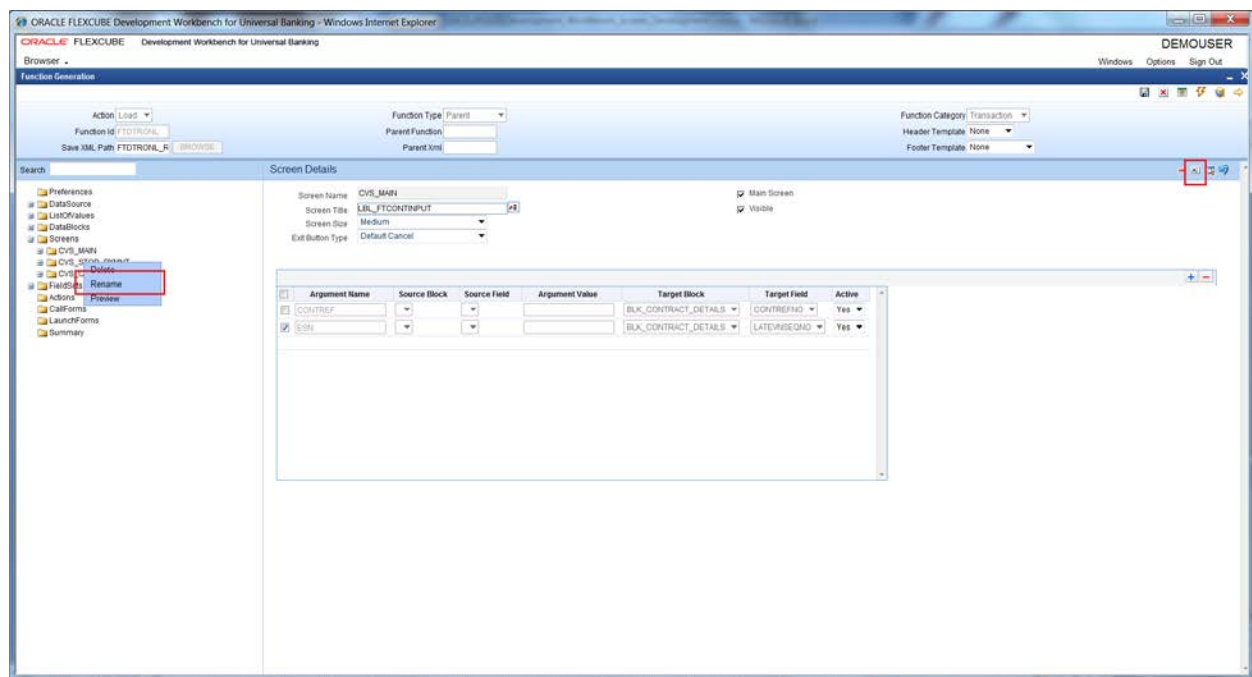 ORACLE FLEXCUBE Development Workbench for Universal Banking - Windows Internet Explorer
ORACLE FLEXCUBE Development Workbench for Universal Banking
DEMOUSER
Browser
Windows Options Sign Out
Function Generation
Action Load Function Type Parent Function Category Transaction
Function Id FTDTRONL Parent Function Header Template None
Save XML Path FTDTRONL_R BROWSE Parent Xml Footer Template None
Search Screen Details
Preferences
DataSource
ListOfValues
DataBlocks
Screens
CVS_MAIN
FieldSets
Actions
CallForms
LaunchForms
Summary
Delete
Rename
Preview
Screen Name CVS_MAIN Main Screen
Screen Title LBL_FTCONTINPUT Visible
Screen Size Medium
Exit Button Type Default Cancel
Argument Name Source Block Source Field Argument Value Target Block Target Field Active
CONTREF BLK_CONTRACT_DETAILS CONTREFNO Yes
ESN BLK_CONTRACT_DETAILS LATEVNSEQNO Yes